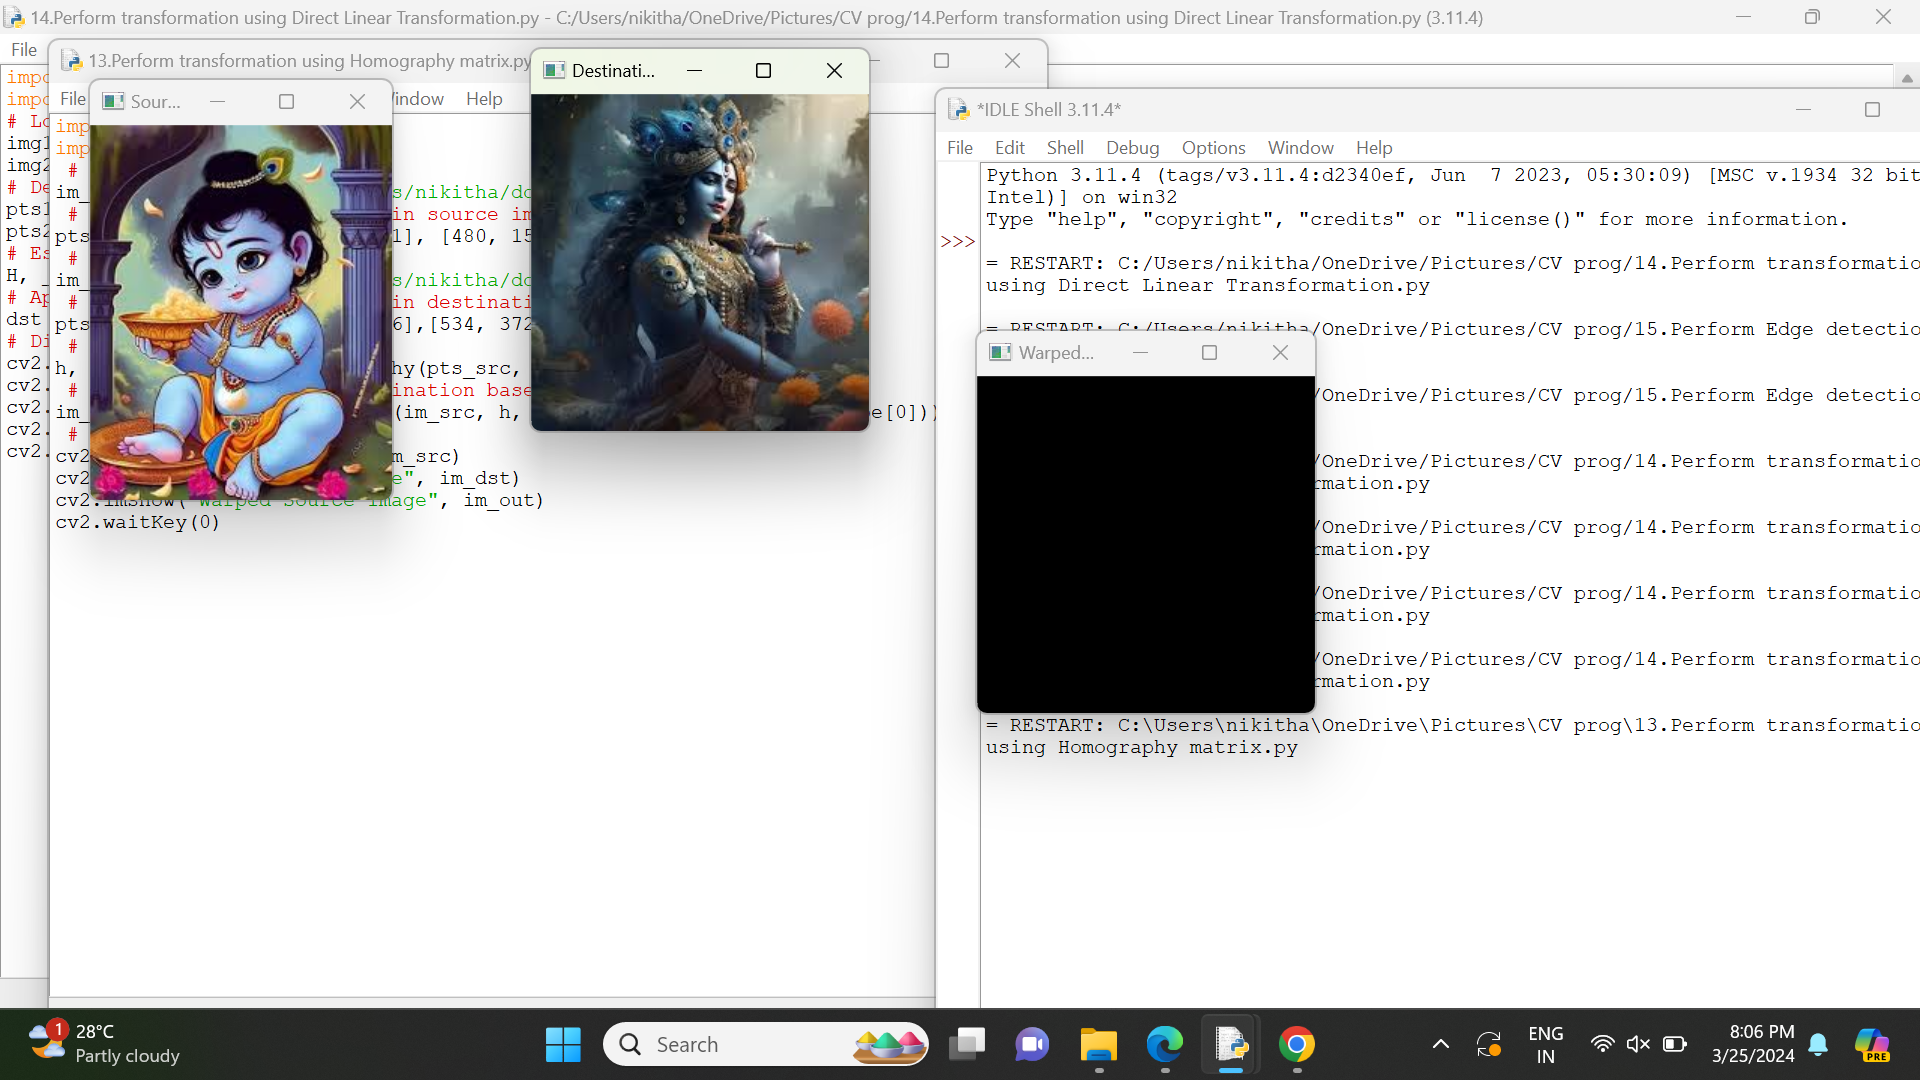 14.Perform transformation using Direct Linear Transformation.py - C:/Users/nikitha/OneDrive/Pictures/CV prog/14.Perform transformation using Direct Linear Transformation.py (3.11.4)
File
impo
impo
# Lo
img1
img2
# De
pts1
pts2
# Es
H, _
# Ap
dst
# Di
cv2.
cv2.
cv2.
cv2.
cv2.
13.Perform transformation using Homography matrix.py
File
indow Help
imp
imp
#
im_ s/nikitha/do
# in source im
pts 1], [480, 15
#
im_ s/nikitha/do
# in destinati
pts 6],[534, 372
#
h, hy(pts_src,
# ination base
im_ (im_src, h, e[0]))
#
cv2 m_src)
cv2 e", im_dst)
cv2.imshow("Warped Source Image", im_out)
cv2.waitKey(0)
Sour...
Destinati...
*IDLE Shell 3.11.4*
File Edit Shell Debug Options Window Help
Python 3.11.4 (tags/v3.11.4:d2340ef, Jun 7 2023, 05:30:09) [MSC v.1934 32 bit
Intel)] on win32
Type "help", "copyright", "credits" or "license()" for more information.
>>>
= RESTART: C:/Users/nikitha/OneDrive/Pictures/CV prog/14.Perform transformatio
using Direct Linear Transformation.py
= RESTART: C:/Users/nikitha/OneDrive/Pictures/CV prog/15.Perform Edge detectio
/OneDrive/Pictures/CV prog/15.Perform Edge detectio
/OneDrive/Pictures/CV prog/14.Perform transformatio
rmation.py
/OneDrive/Pictures/CV prog/14.Perform transformatio
rmation.py
/OneDrive/Pictures/CV prog/14.Perform transformatio
rmation.py
/OneDrive/Pictures/CV prog/14.Perform transformatio
rmation.py
= RESTART: C:\Users\nikitha\OneDrive\Pictures\CV prog\13.Perform transformatio
using Homography matrix.py
Warped...
1
28°C
Partly cloudy
Search
ENG
IN
8:06 PM
3/25/2024
PRE